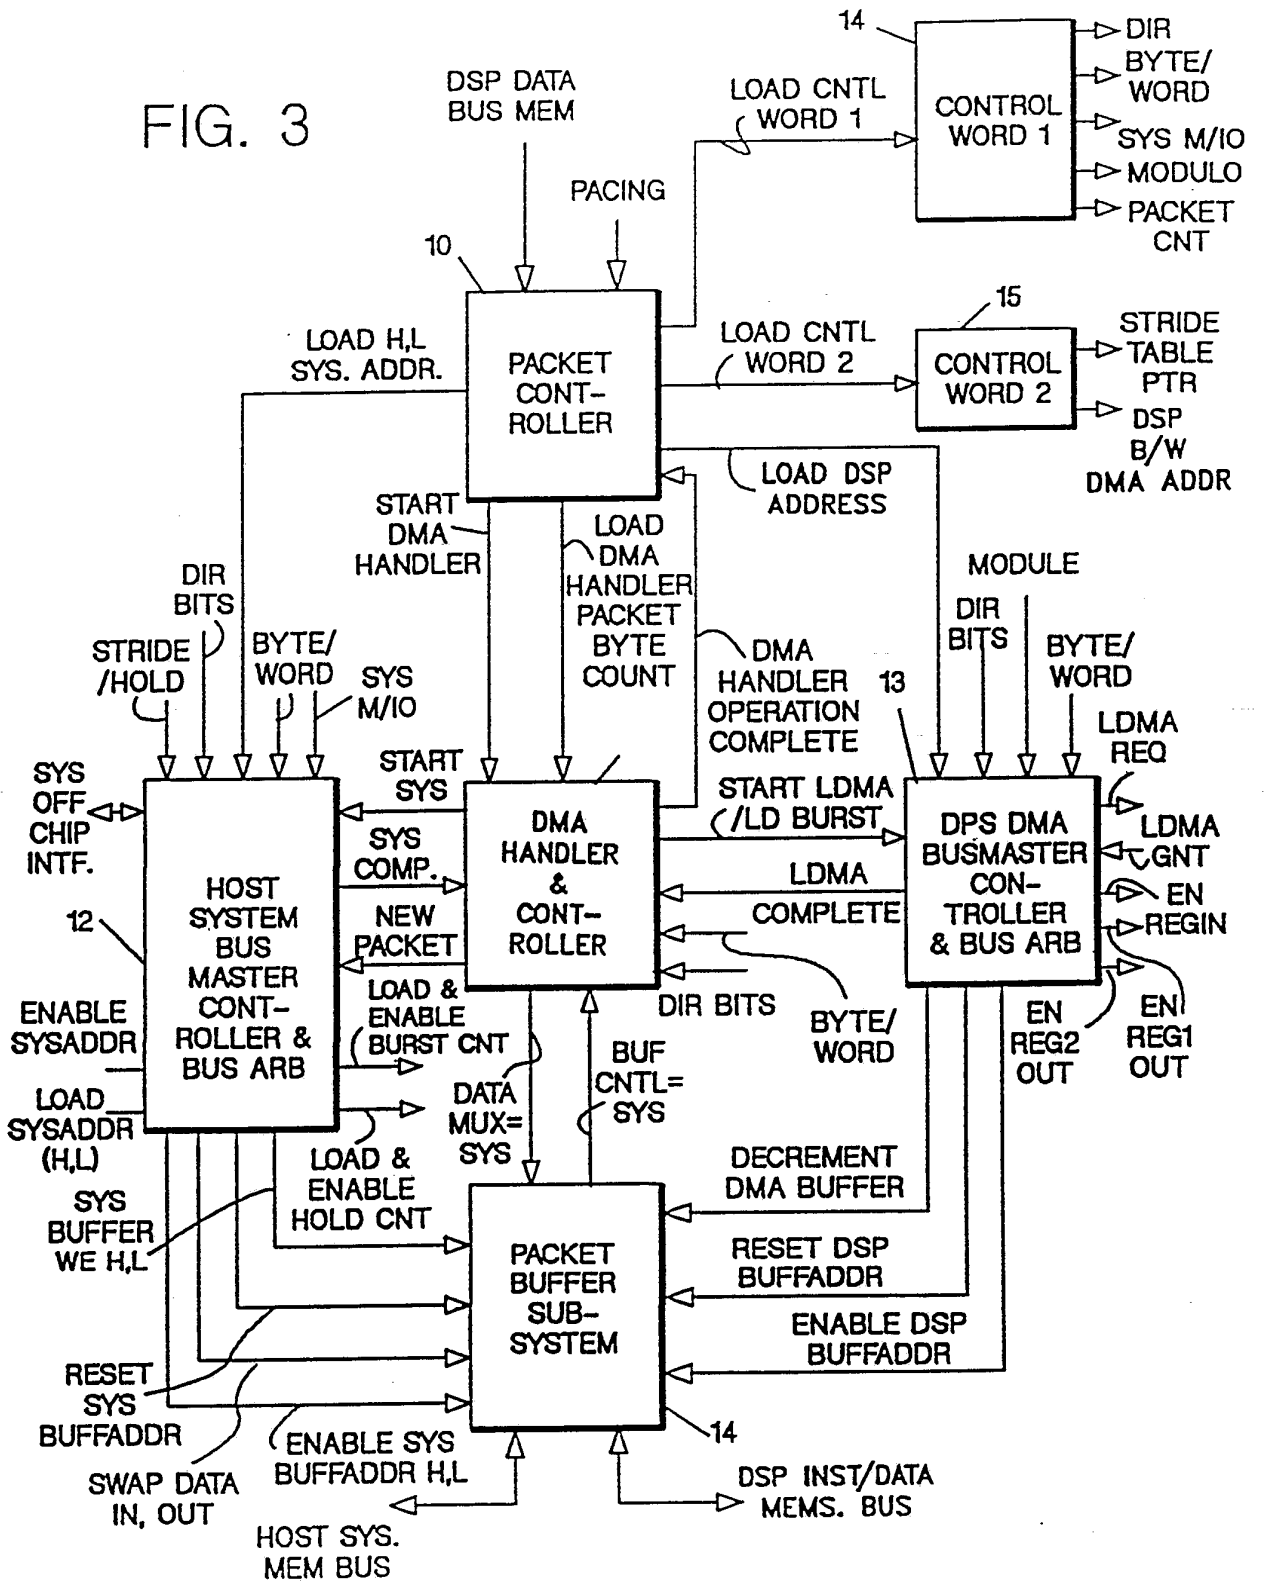 FIG. 3
DSP DATA
BUS MEM
PACING
10
PACKET
CONT-
ROLLER
LOAD CNTL
WORD 1
14
CONTROL
WORD 1
DIR
BYTE/
WORD
SYS M/IO
MODULO
PACKET
CNT
LOAD CNTL
WORD 2
15
CONTROL
WORD 2
STRIDE
TABLE
PTR
DSP
B/W
DMA ADDR
LOAD H,L
SYS. ADDR.
LOAD DSP
ADDRESS
START
DMA
HANDLER
LOAD
DMA
HANDLER
PACKET
BYTE
COUNT
DMA
HANDLER
OPERATION
COMPLETE
STRIDE
/HOLD
DIR
BITS
BYTE/
WORD
SYS
M/IO
MODULE
DIR
BITS
BYTE/
WORD
13
SYS
OFF
CHIP
INTF.
12
HOST
SYSTEM
BUS
MASTER
CONT-
ROLLER &
BUS ARB
START
SYS
SYS
COMP.
NEW
PACKET
DMA
HANDLER
&
CONT-
ROLLER
START LDMA
/LD BURST
LDMA
COMPLETE
BYTE/
WORD
DIR BITS
DPS DMA
BUSMASTER
CON-
TROLLER
& BUS ARB
LDMA
REQ
LDMA
GNT
EN
REGIN
EN
REG1
OUT
EN
REG2
OUT
ENABLE
SYSADDR
LOAD
SYSADDR
(H,L)
LOAD &
ENABLE
BURST CNT
LOAD &
ENABLE
HOLD CNT
DATA
MUX=
SYS
BUF
CNTL=
SYS
SYS
BUFFER
WE H,L
RESET
SYS
BUFFADDR
SWAP DATA
IN, OUT
ENABLE SYS
BUFFADDR H,L
PACKET
BUFFER
SUB-
SYSTEM
14
DECREMENT
DMA BUFFER
RESET DSP
BUFFADDR
ENABLE DSP
BUFFADDR
HOST SYS.
MEM BUS
DSP INST/DATA
MEMS. BUS